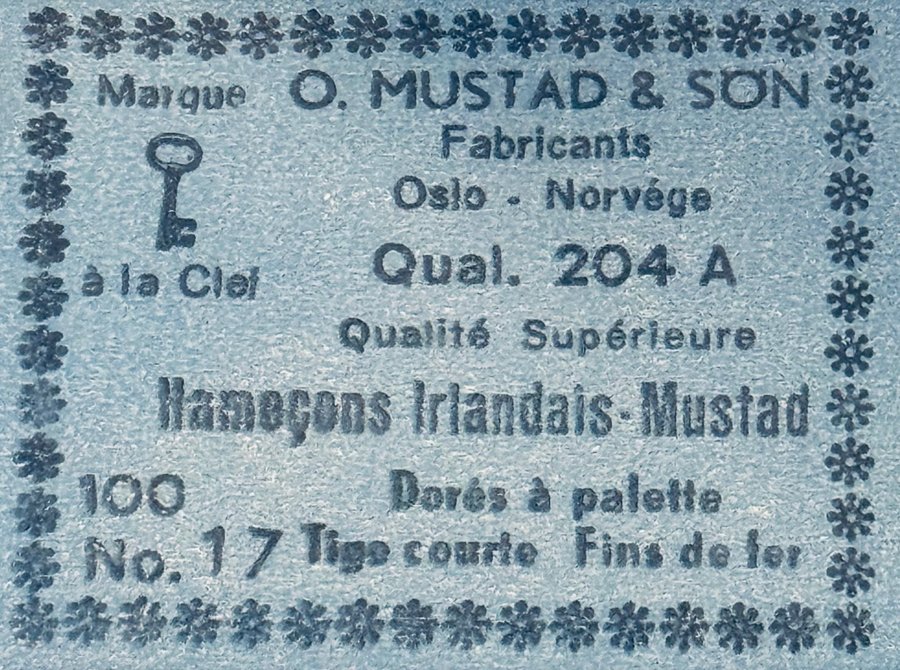 Marque
à la Clef
O. MUSTAD & SÖN
Fabricants
Oslo - Norvége
Qual. 204 A
Qualité Supérieure
Hameçons Irlandais-Mustad
100
Dorés à palette
No. 17
Tige courte Fins de fer